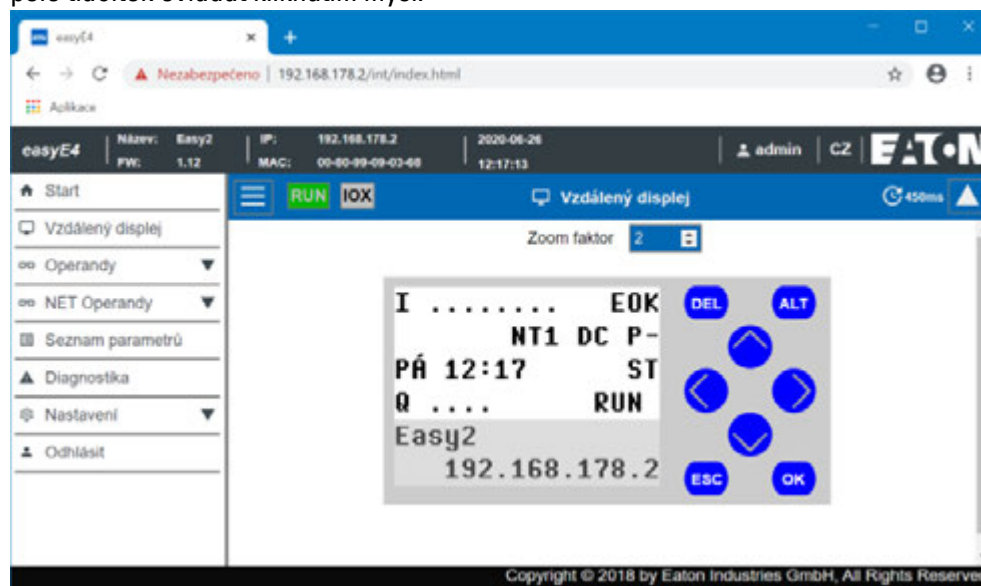 pole tlačítek ovládat kliknutím myši.
easyE4
Nezabezpečeno | 192.168.178.2/int/index.html
Aplikace
easyE4
Název: Easy2
FW: 1.12
IP: 192.168.178.2
MAC: 00-80-99-09-03-68
2020-06-26
12:17:13
admin
CZ
EATON
Start
Vzdálený displej
Operandy
NET Operandy
Seznam parametrů
Diagnostika
Nastavení
Odhlásit
RUN IOX
Vzdálený displej
450ms
Zoom faktor 2
I ........ EOK
NT1 DC P-
PÁ 12:17 ST
Q .... RUN
Easy2
192.168.178.2
DEL
ALT
ESC
OK
Copyright © 2018 by Eaton Industries GmbH, All Rights Reserve